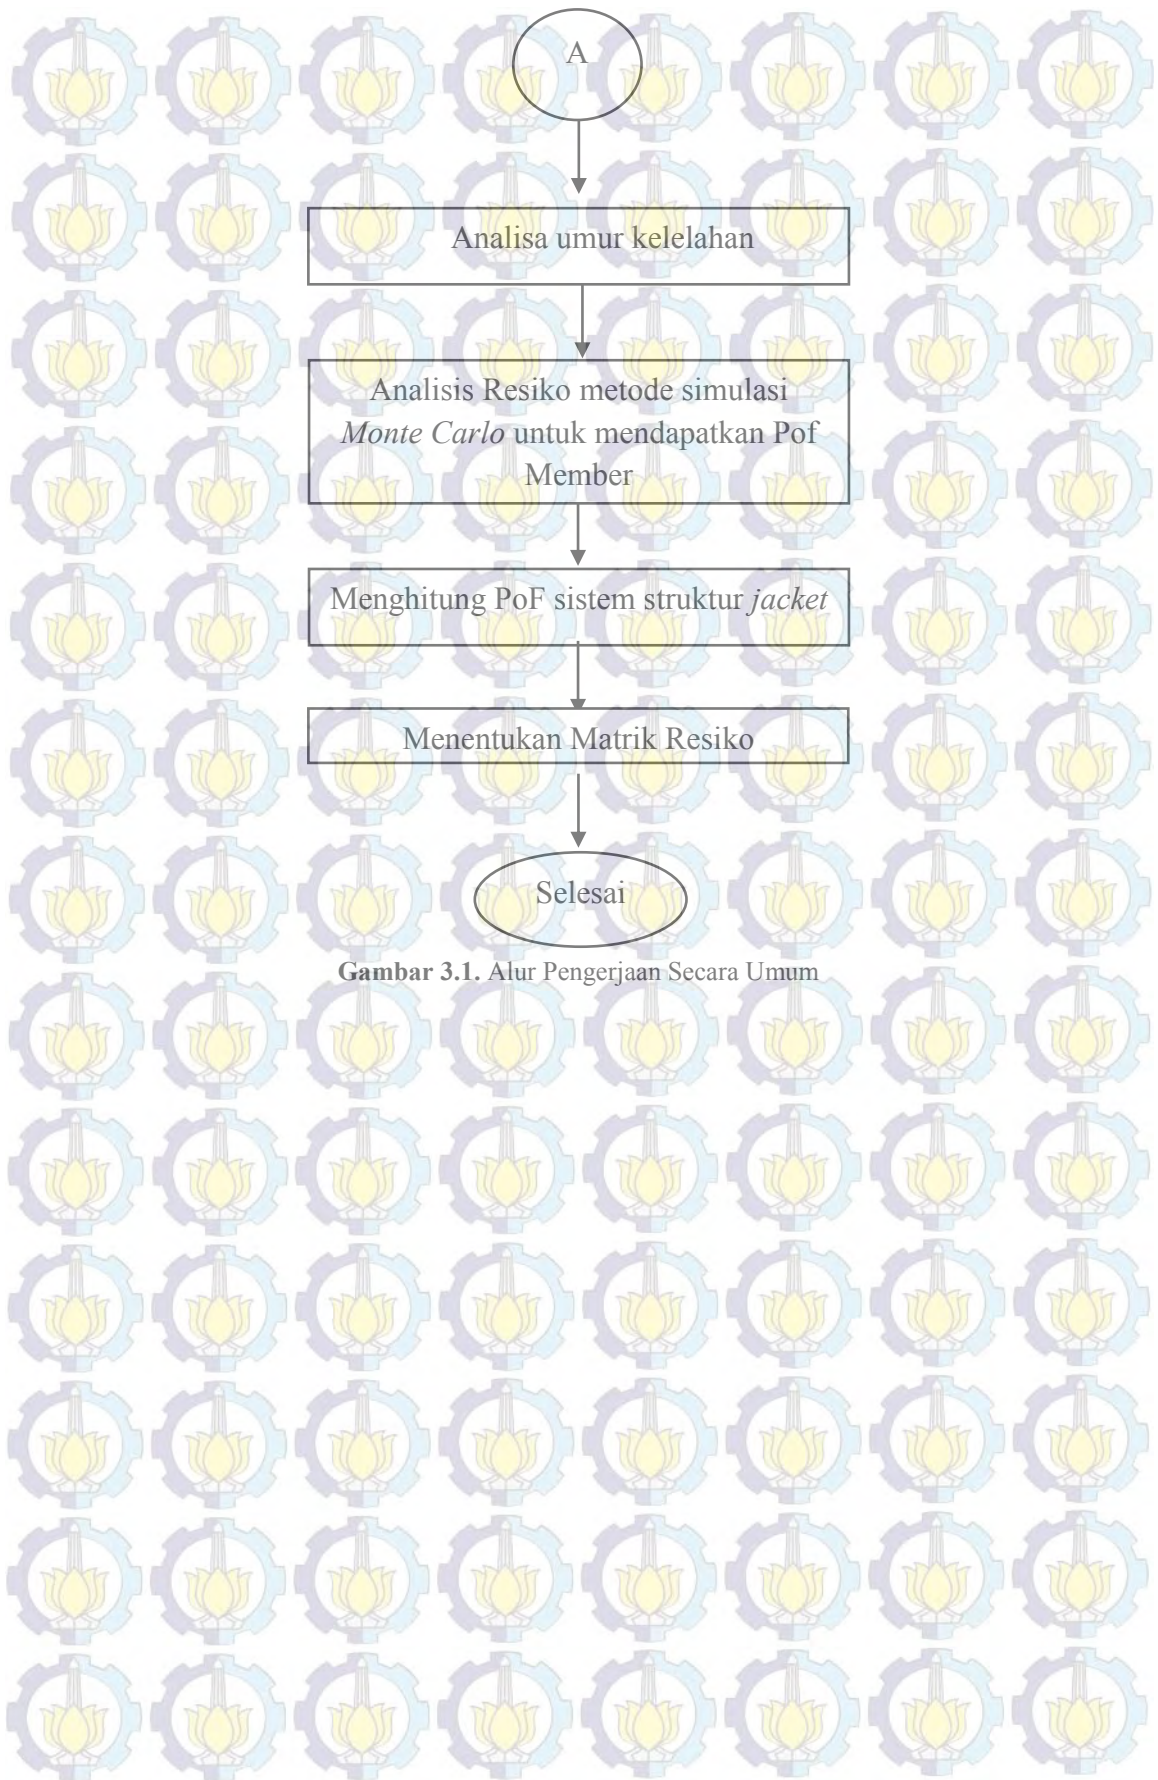 A
Analisa umur kelelahan
Analisis Resiko metode simulasi
Monte Carlo untuk mendapatkan Pof
Member
Menghitung PoF sistem struktur jacket
Menentukan Matrik Resiko
Selesai
Gambar 3.1. Alur Pengerjaan Secara Umum